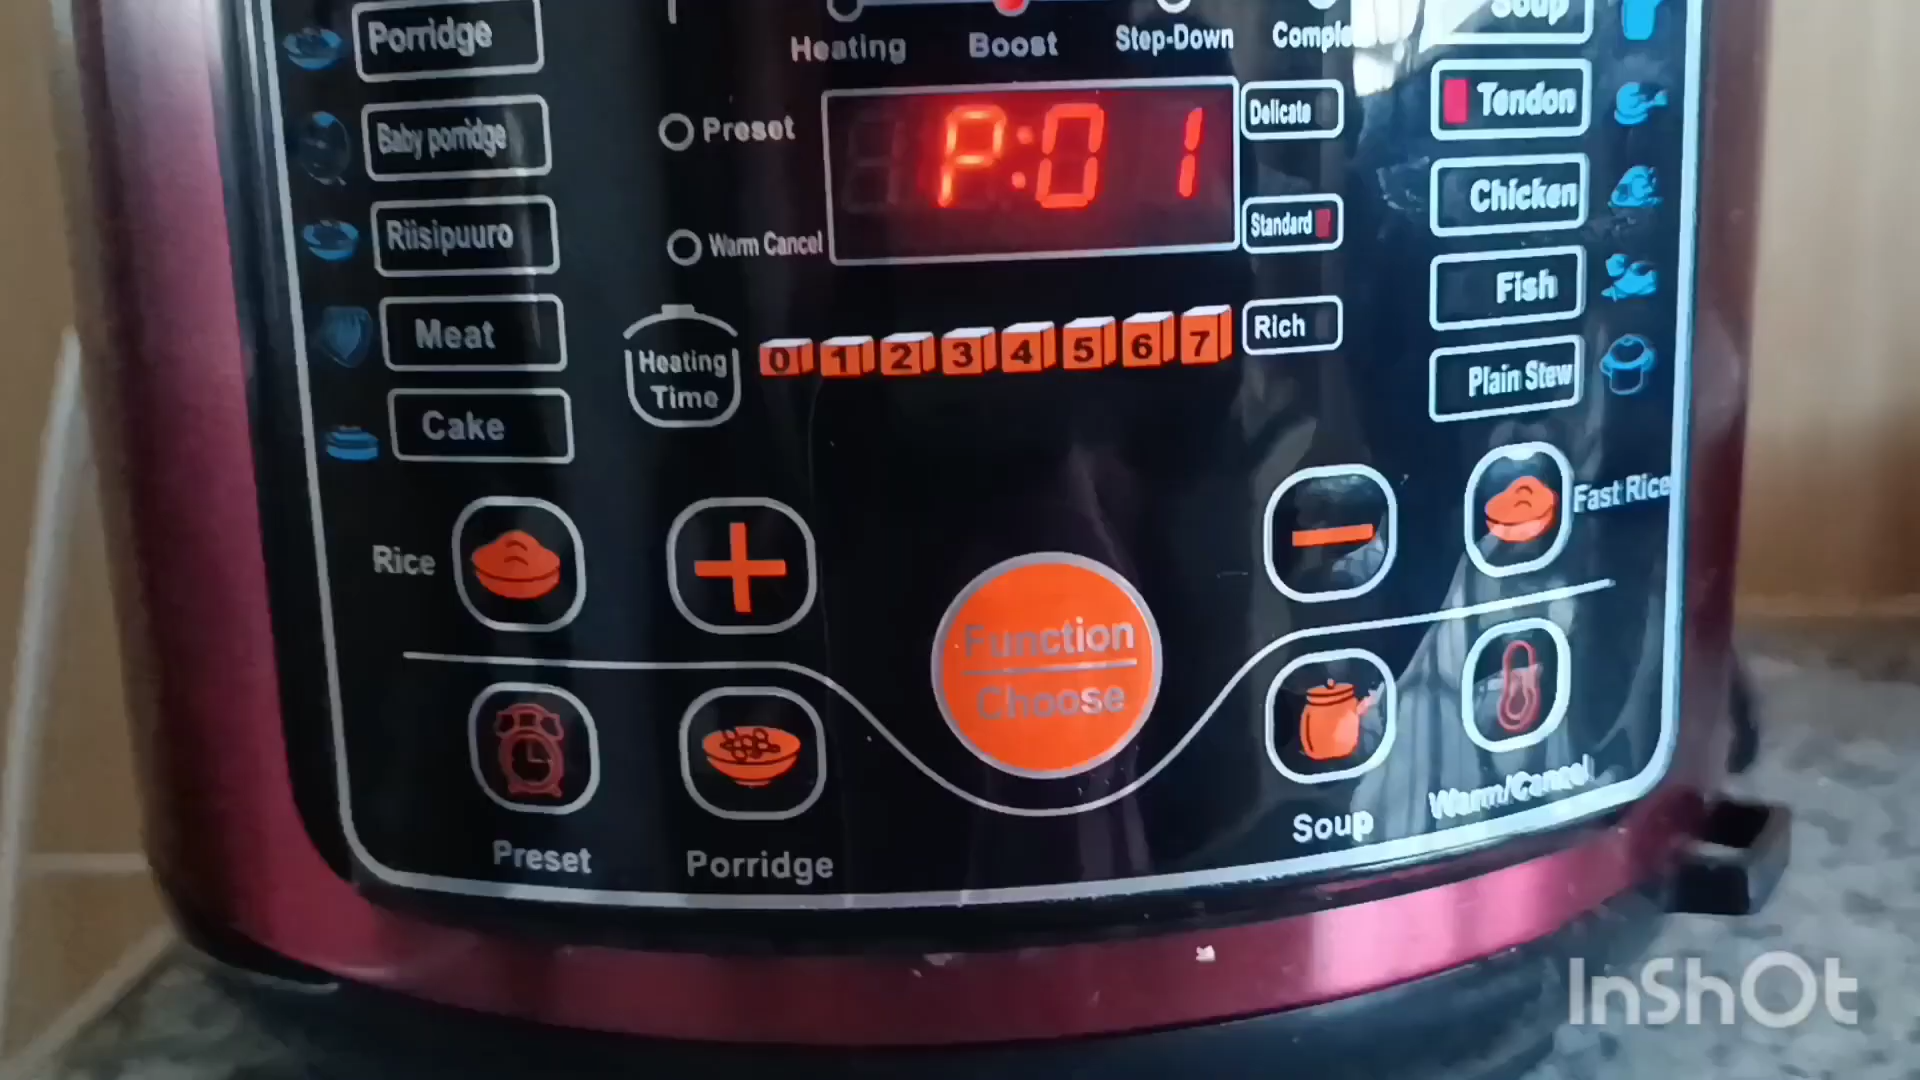 Porridge
Baby porridge
Riisipuuro
Meat
Cake
Heating
Boost
Step-Down
Preset
Warm Cancel
P:01
Delicate
Standard
Rich
Heating
Time
0 1 2 3 4 5 6 7
Soup
Tendon
Chicken
Fish
Plain Stew
Rice
Fast Rice
Function
Choose
Preset
Porridge
Soup
Warm/Cancel
InShOt